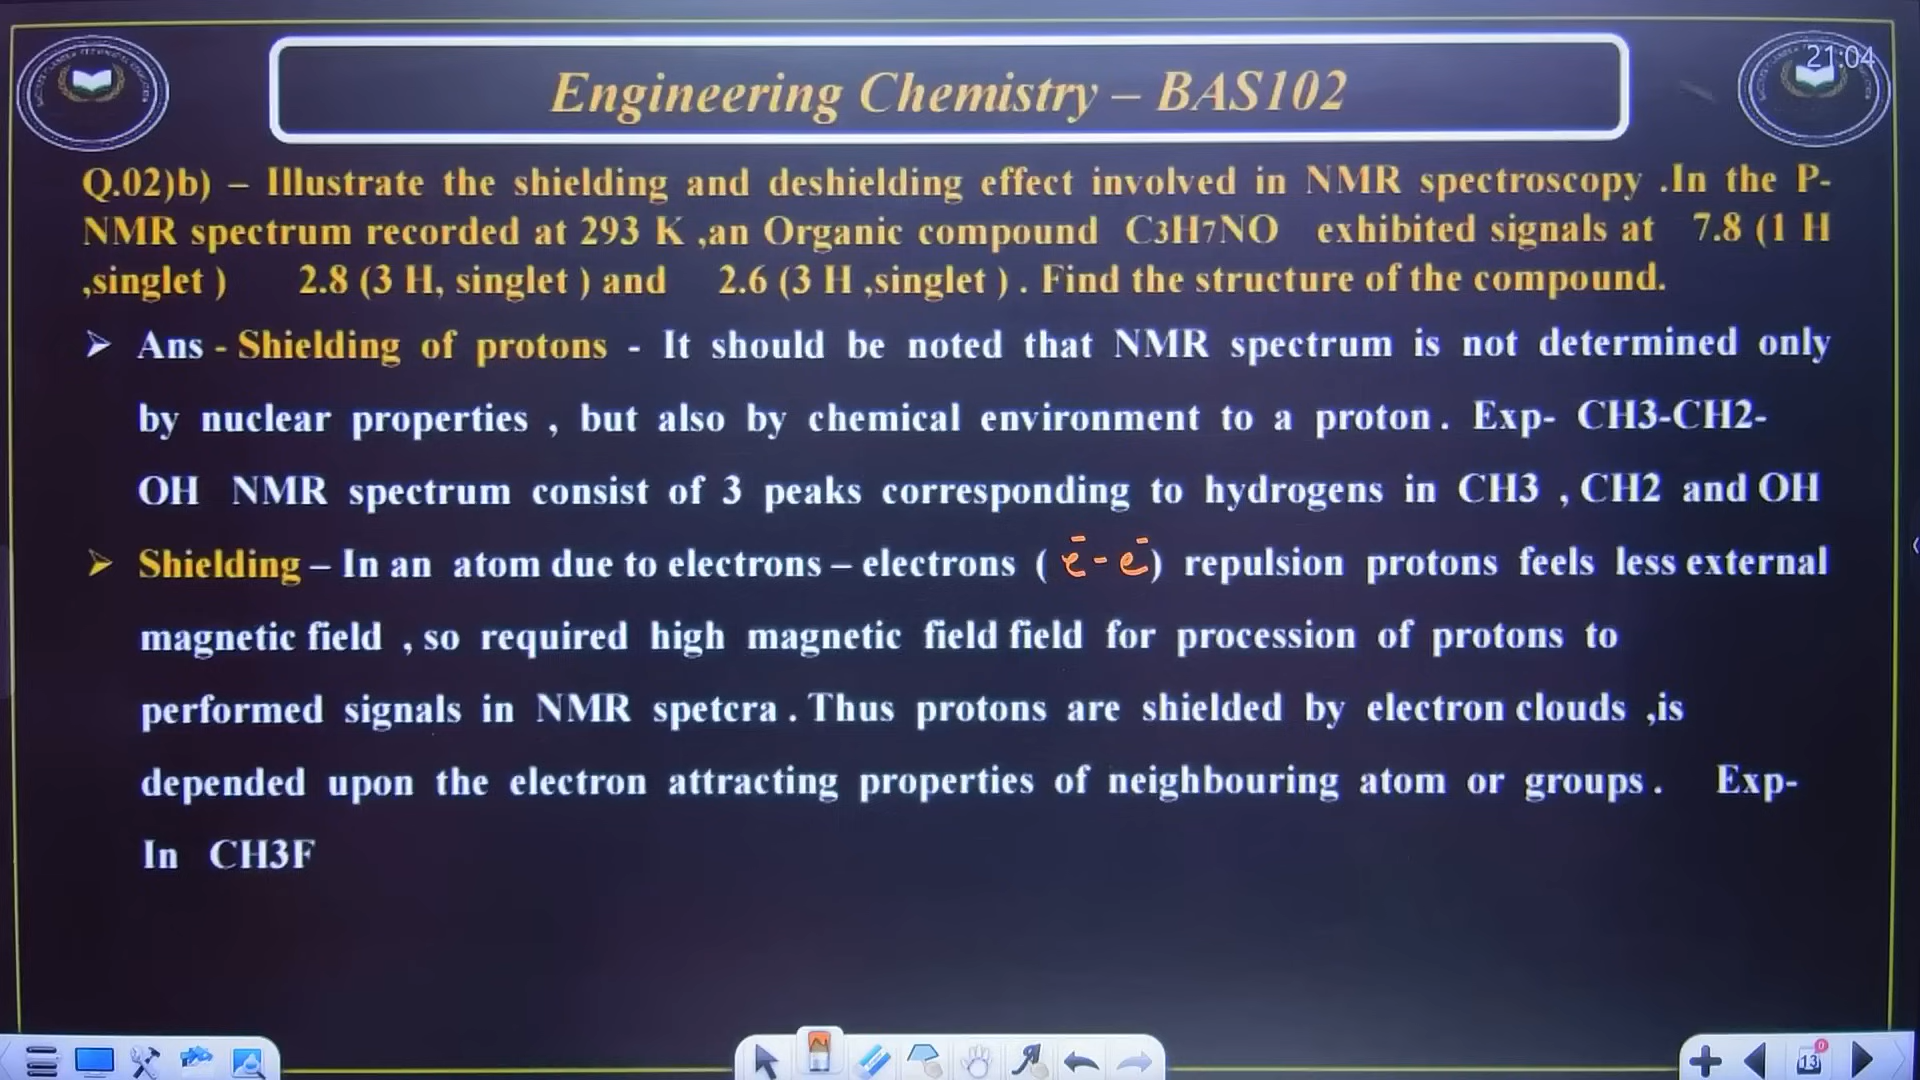 21:04
Engineering Chemistry – BAS102
Q.02)b) – Illustrate the shielding and deshielding effect involved in NMR spectroscopy .In the P-
NMR spectrum recorded at 293 K ,an Organic compound C3H7NO exhibited signals at 7.8 (1 H
,singlet ) 2.8 (3 H, singlet ) and 2.6 (3 H ,singlet ) . Find the structure of the compound.
➢ Ans - Shielding of protons - It should be noted that NMR spectrum is not determined only
by nuclear properties , but also by chemical environment to a proton . Exp- CH3-CH2-
OH NMR spectrum consist of 3 peaks corresponding to hydrogens in CH3 , CH2 and OH
➢ Shielding – In an atom due to electrons – electrons ( e⁻ - e⁻ ) repulsion protons feels less external
magnetic field , so required high magnetic field field for procession of protons to
performed signals in NMR spetcra . Thus protons are shielded by electron clouds ,is
depended upon the electron attracting properties of neighbouring atom or groups . Exp-
In CH3F
13
0